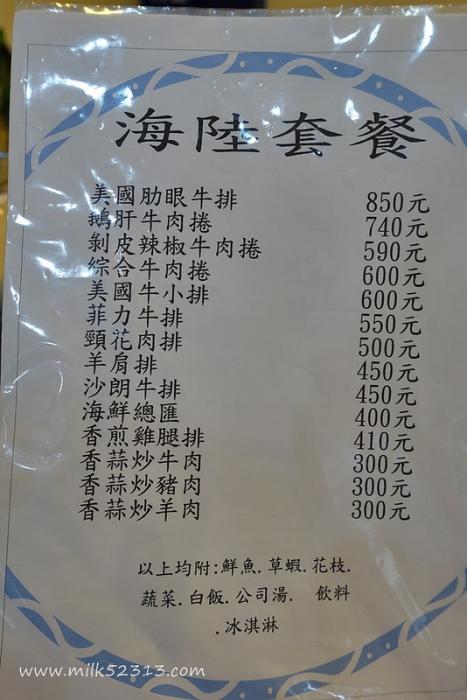 海陸套餐
美國肋眼牛排 850元
鵝肝牛肉捲 740元
剝皮辣椒牛肉捲 590元
綜合牛肉捲 600元
美國牛小排 600元
菲力牛排 550元
頸花肉排 500元
羊肩排 450元
沙朗牛排 450元
海鮮總匯 400元
香煎雞腿排 410元
香蒜炒牛肉 300元
香蒜炒豬肉 300元
香蒜炒羊肉 300元
以上均附:鮮魚.草蝦.花枝.
蔬菜.白飯.公司湯. 飲料
.冰淇淋
www.milk52313.com